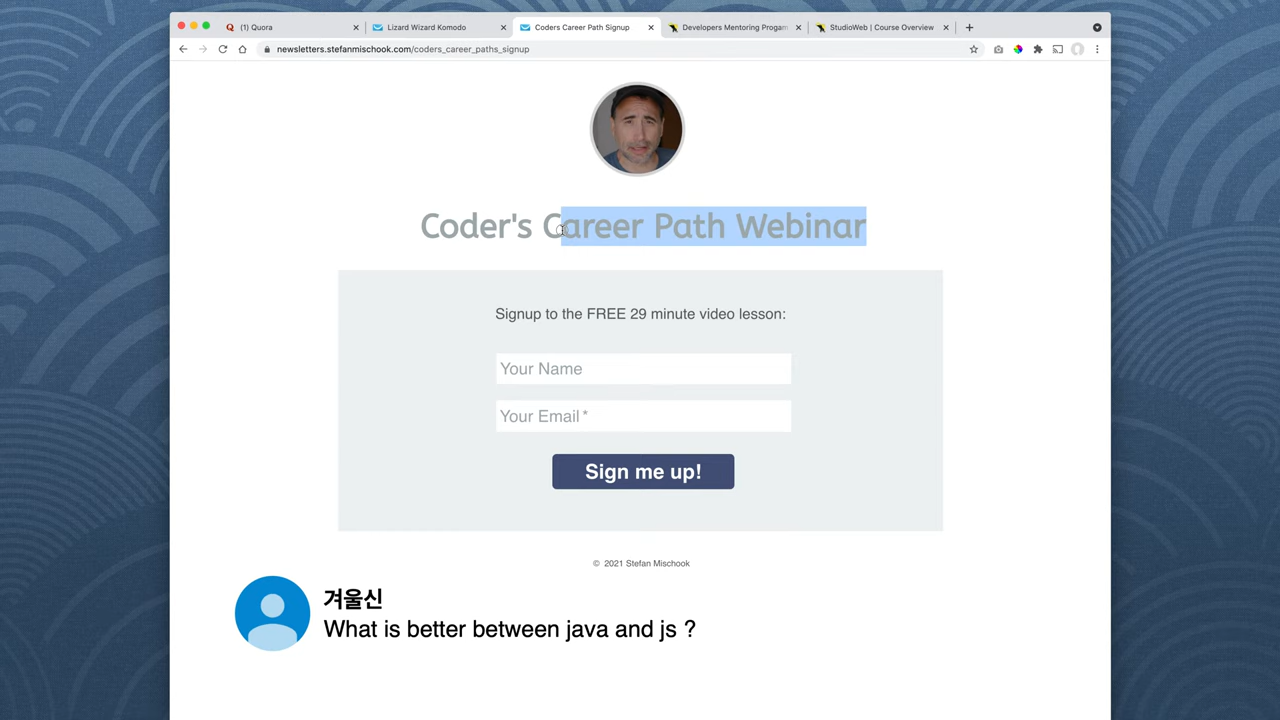 (1) Quora
Lizard Wizard Komodo
Coders Career Path Signup
Developers Mentoring Progam
StudioWeb | Course Overview
newsletters.stefanmischook.com/coders_career_paths_signup
Coder's Career Path Webinar
Signup to the FREE 29 minute video lesson:
Your Name
Your Email *
Sign me up!
© 2021 Stefan Mischook
겨울신
What is better between java and js ?